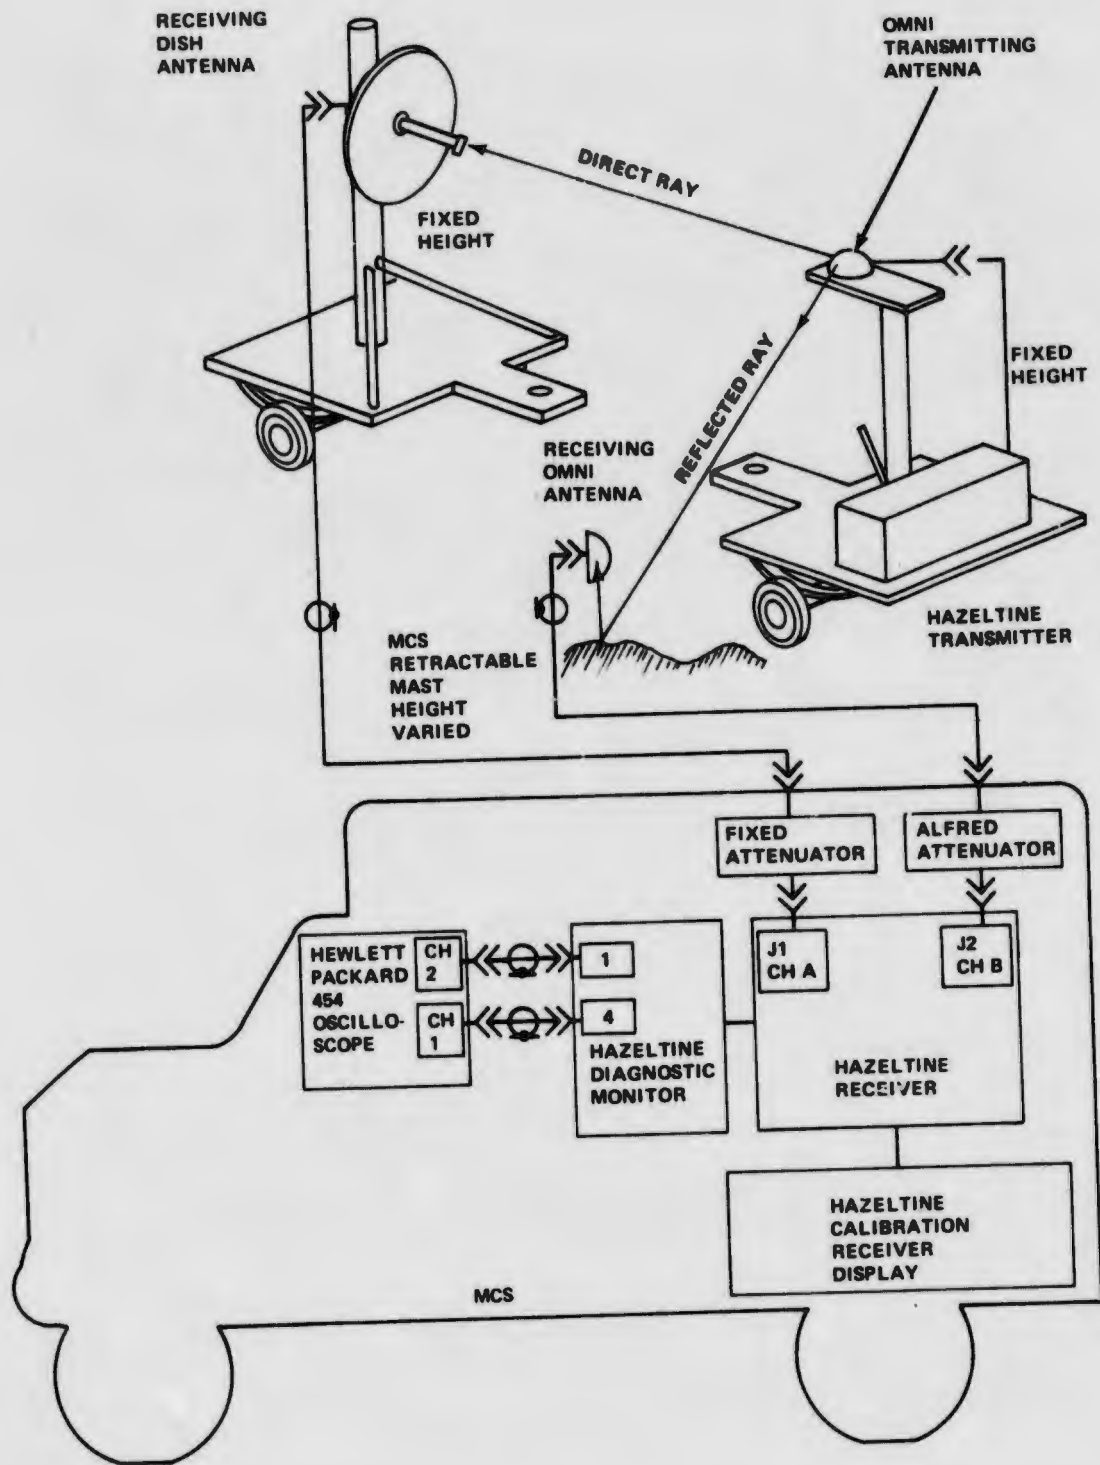 RECEIVING
DISH
ANTENNA
OMNI
TRANSMITTING
ANTENNA
DIRECT RAY
FIXED
HEIGHT
REFLECTED RAY
FIXED
HEIGHT
RECEIVING
OMNI
ANTENNA
HAZELTINE
TRANSMITTER
MCS
RETRACTABLE
MAST
HEIGHT
VARIED
FIXED
ATTENUATOR
ALFRED
ATTENUATOR
HEWLETT
PACKARD
454
OSCILLO-
SCOPE
CH
2
CH
1
1
4
HAZELTINE
DIAGNOSTIC
MONITOR
J1
CH A
J2
CH B
HAZELTINE
RECEIVER
HAZELTINE
CALIBRATION
RECEIVER
DISPLAY
MCS